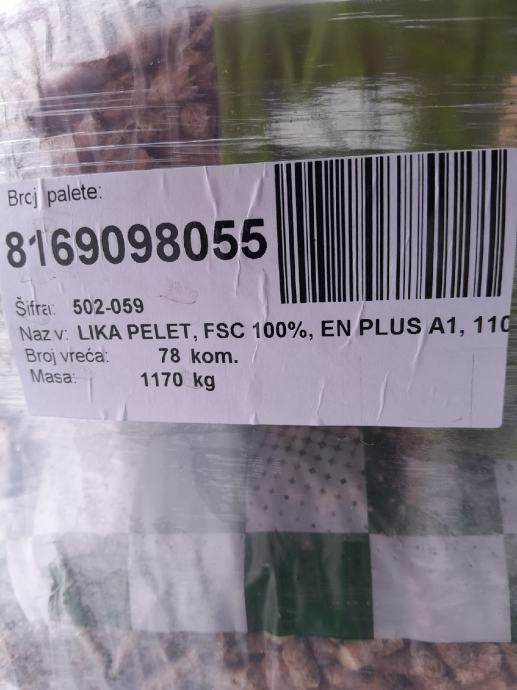 Broj palete:
8169098055
Šifra: 502-059
Naziv: LIKA PELET, FSC 100%, EN PLUS A1, 110
Broj vreća: 78 kom.
Masa: 1170 kg